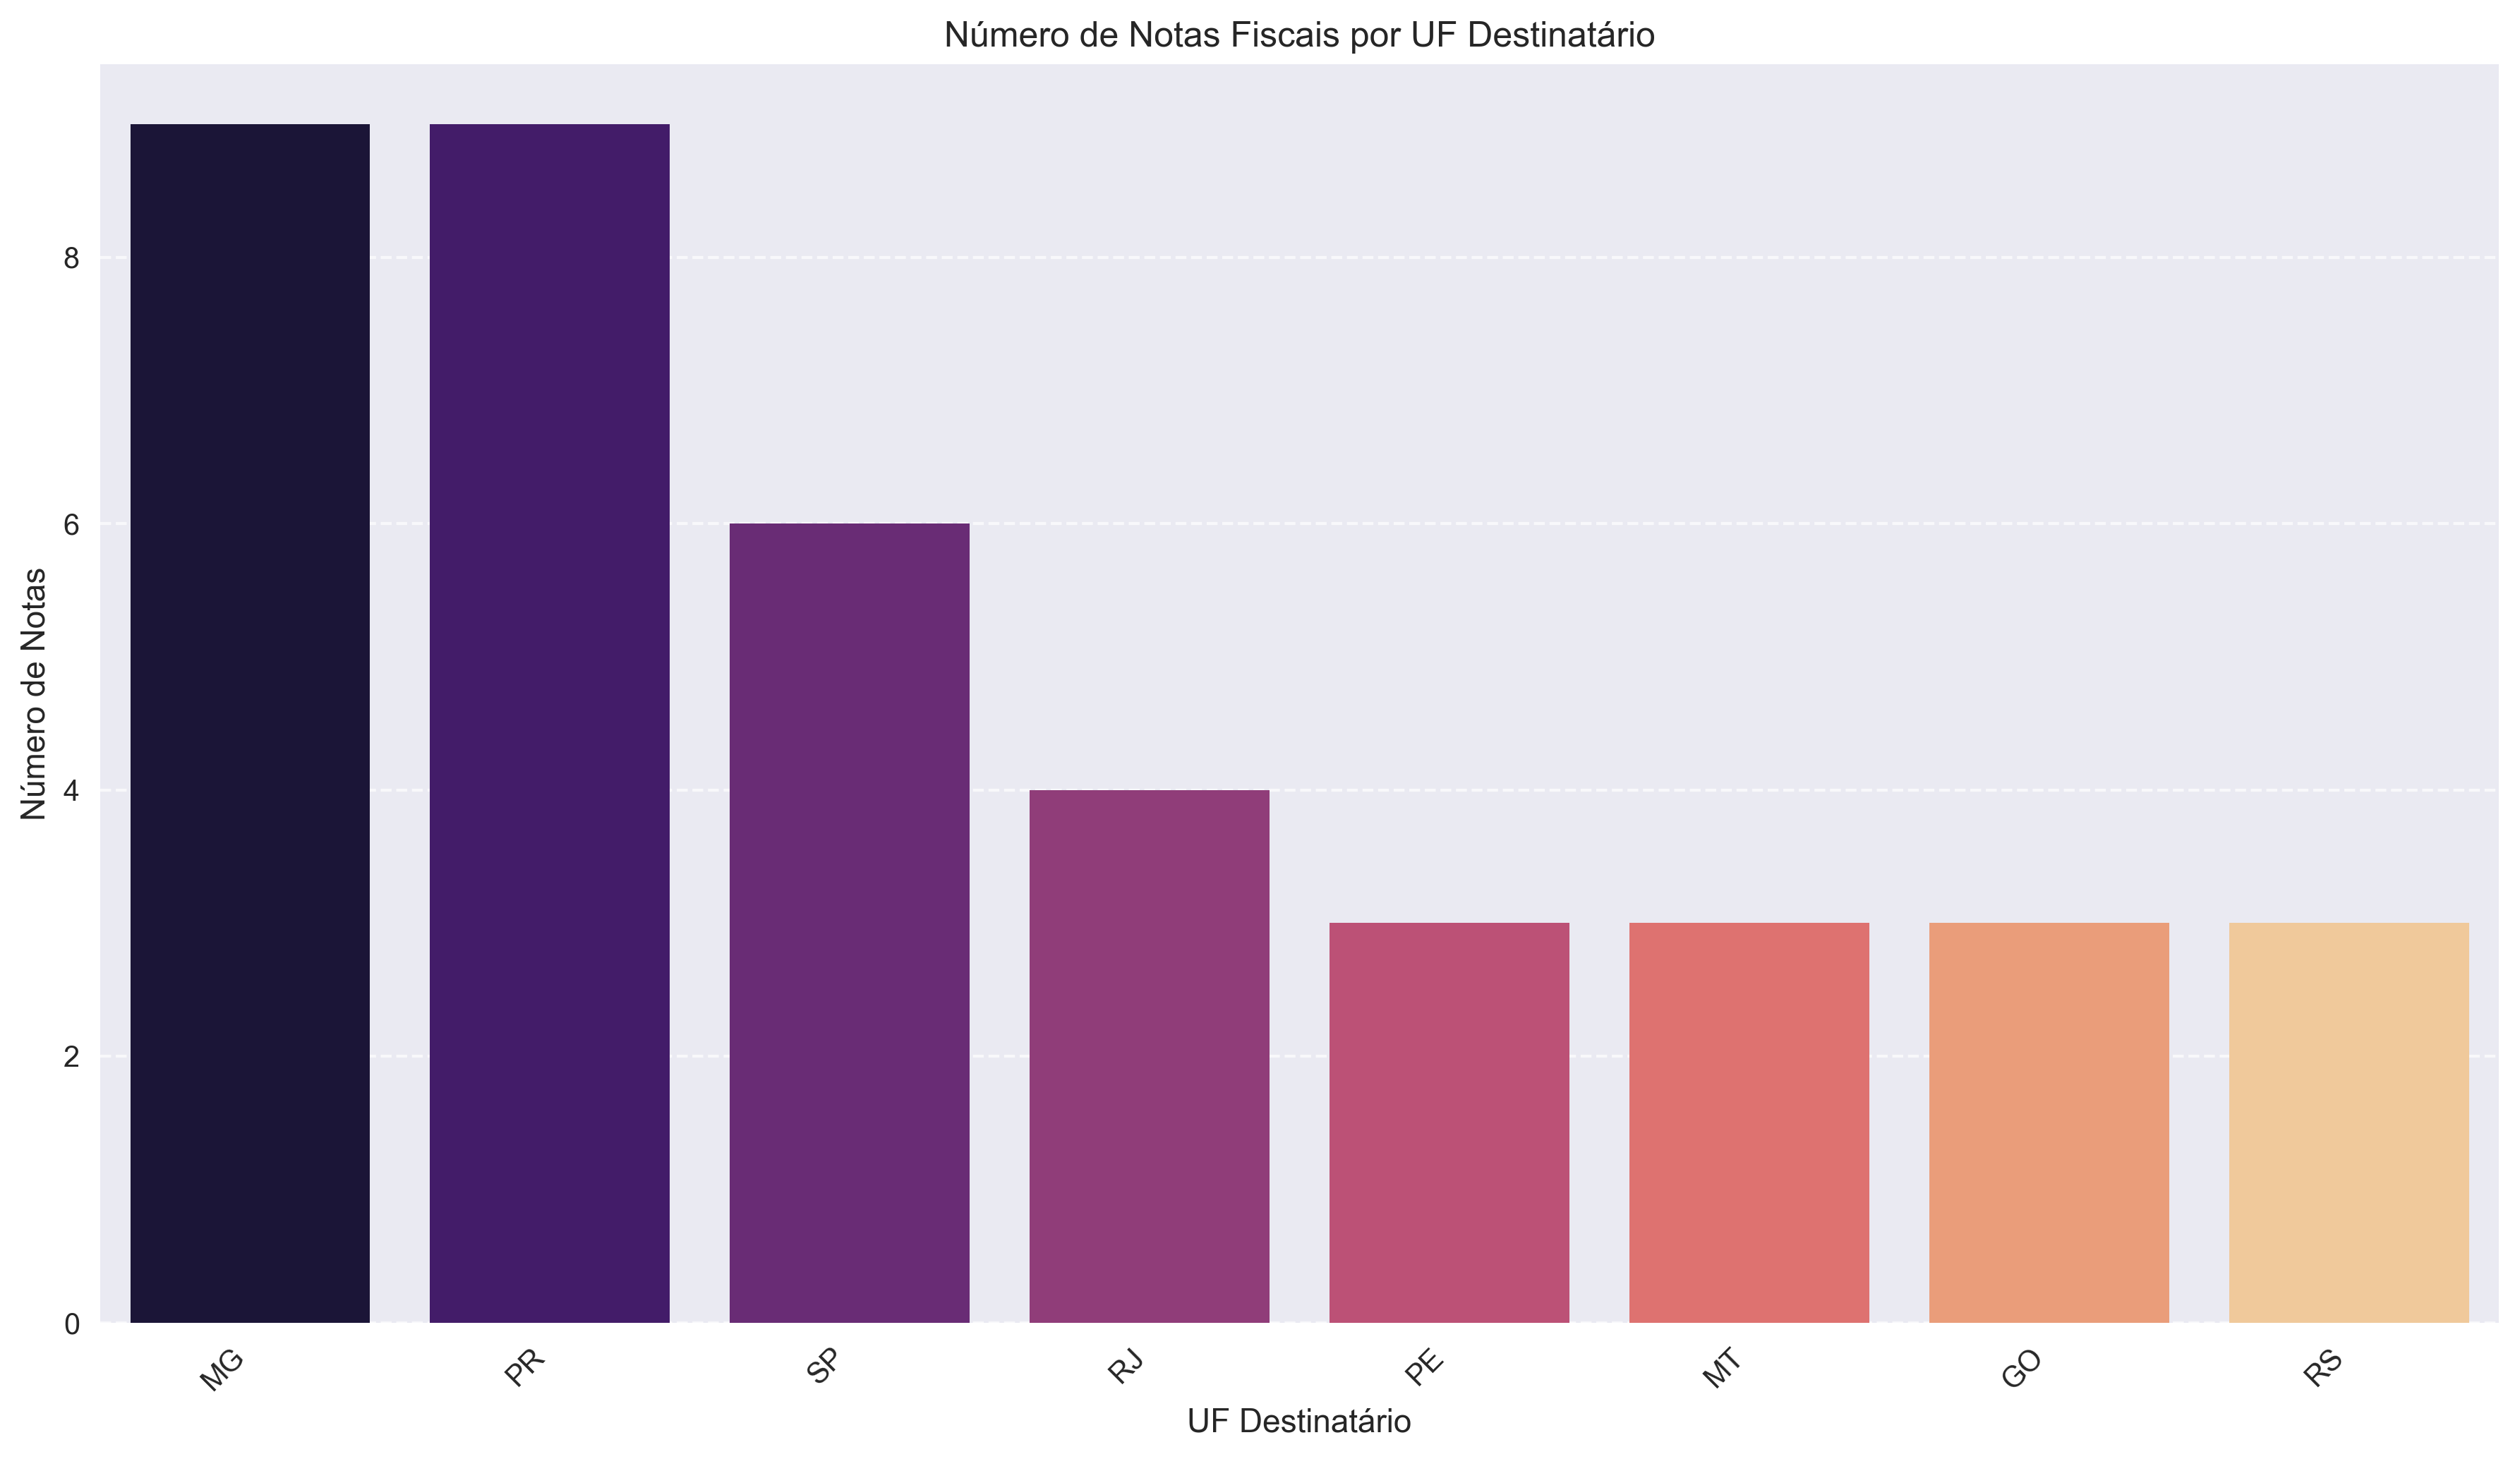 Número de Notas Fiscais por UF Destinatário
Número de Notas
8
6
4
2
0
MG
PR
SP
RJ
PE
MT
GO
RS
UF Destinatário